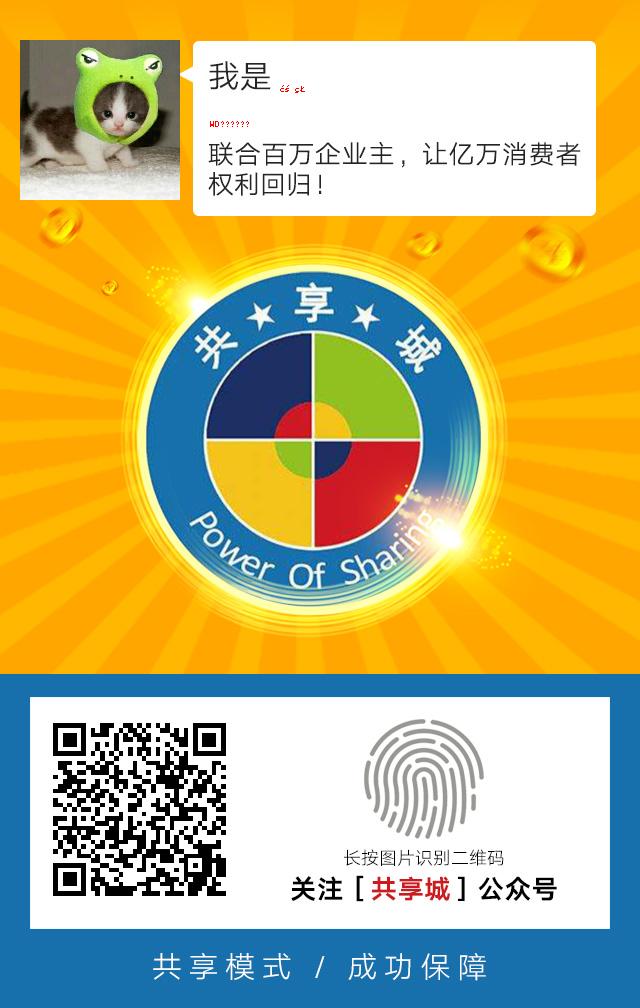 我是
WD??????
联合百万企业主，让亿万消费者
权利回归！
共★享★城
Power Of Sharing
长按图片识别二维码
关注［共享城］公众号
共享模式 / 成功保障